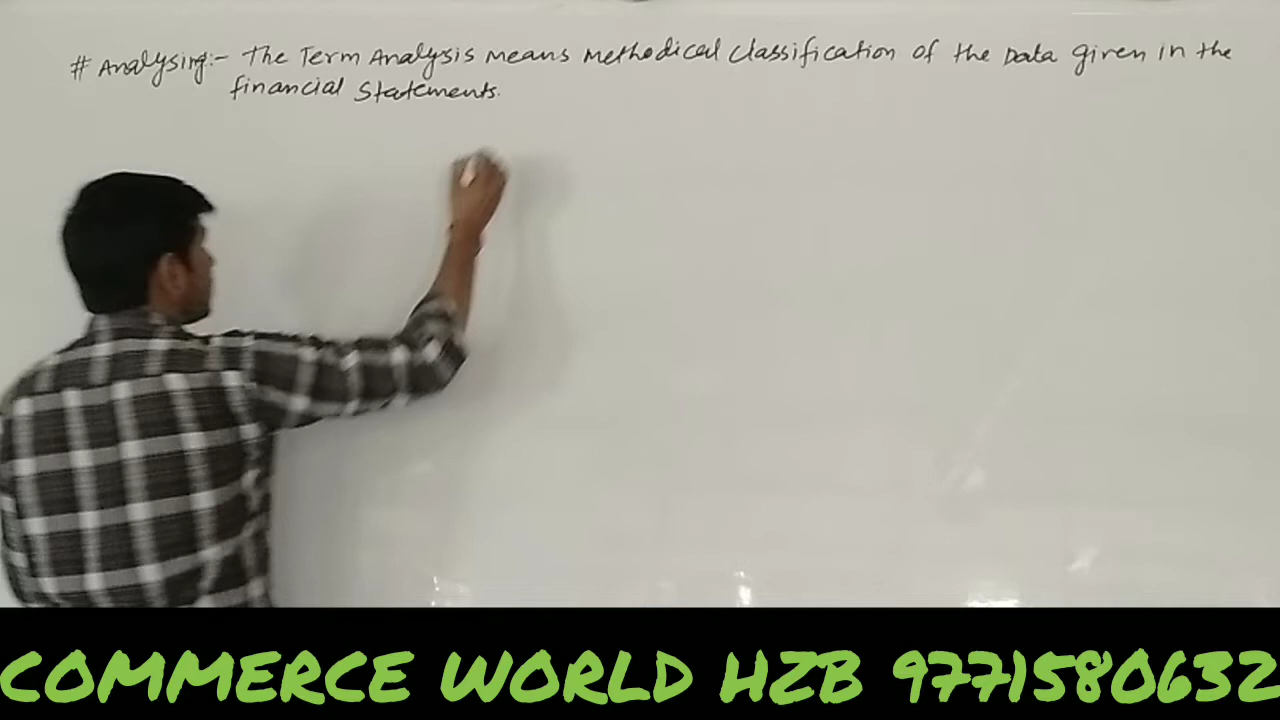 # Analysing:- The Term Analysis means methodical classification of the Data given in the
financial Statements.
COMMERCE WORLD HZB 9771580632